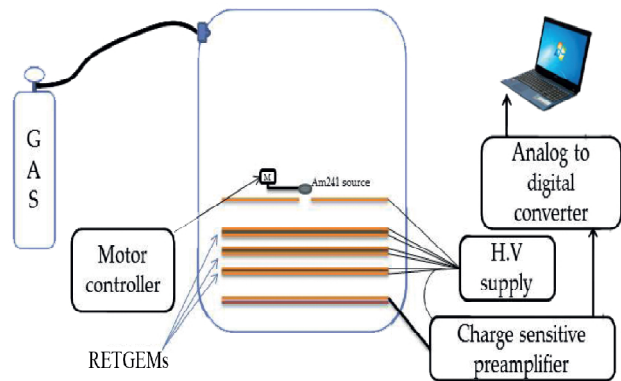 G
A
S
M
Am241 source
Motor
controller
RETGEMs
H.V
supply
Analog to
digital
converter
Charge sensitive
preamplifier